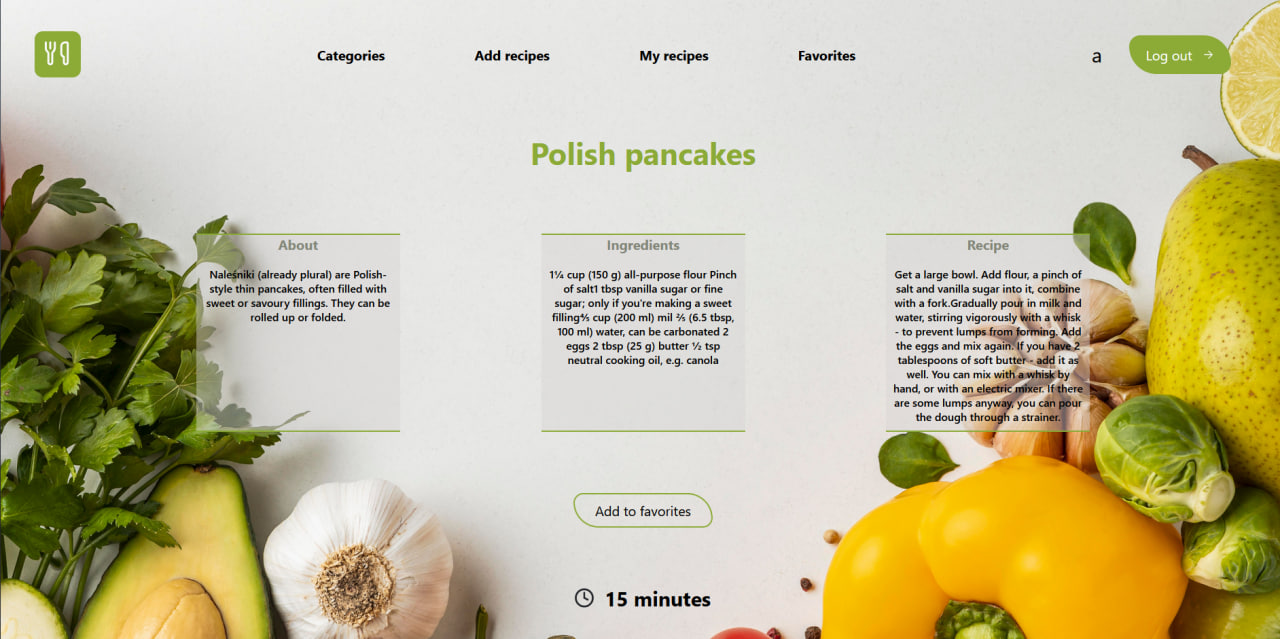 Categories
Add recipes
My recipes
Favorites
a
Log out →
Polish pancakes
About
Naleśniki (already plural) are Polish-
style thin pancakes, often filled with
sweet or savoury fillings. They can be
rolled up or folded.
Ingredients
1¼ cup (150 g) all-purpose flour Pinch
of salt1 tbsp vanilla sugar or fine
sugar; only if you're making a sweet
filling⅘ cup (200 ml) mil ⅖ (6.5 tbsp,
100 ml) water, can be carbonated 2
eggs 2 tbsp (25 g) butter ½ tsp
neutral cooking oil, e.g. canola
Recipe
Get a large bowl. Add flour, a pinch of
salt and vanilla sugar into it, combine
with a fork.Gradually pour in milk and
water, stirring vigorously with a whisk
- to prevent lumps from forming. Add
the eggs and mix again. If you have 2
tablespoons of soft butter - add it as
well. You can mix with a whisk by
hand, or with an electric mixer. If there
are some lumps anyway, you can pour
the dough through a strainer.
Add to favorites
15 minutes